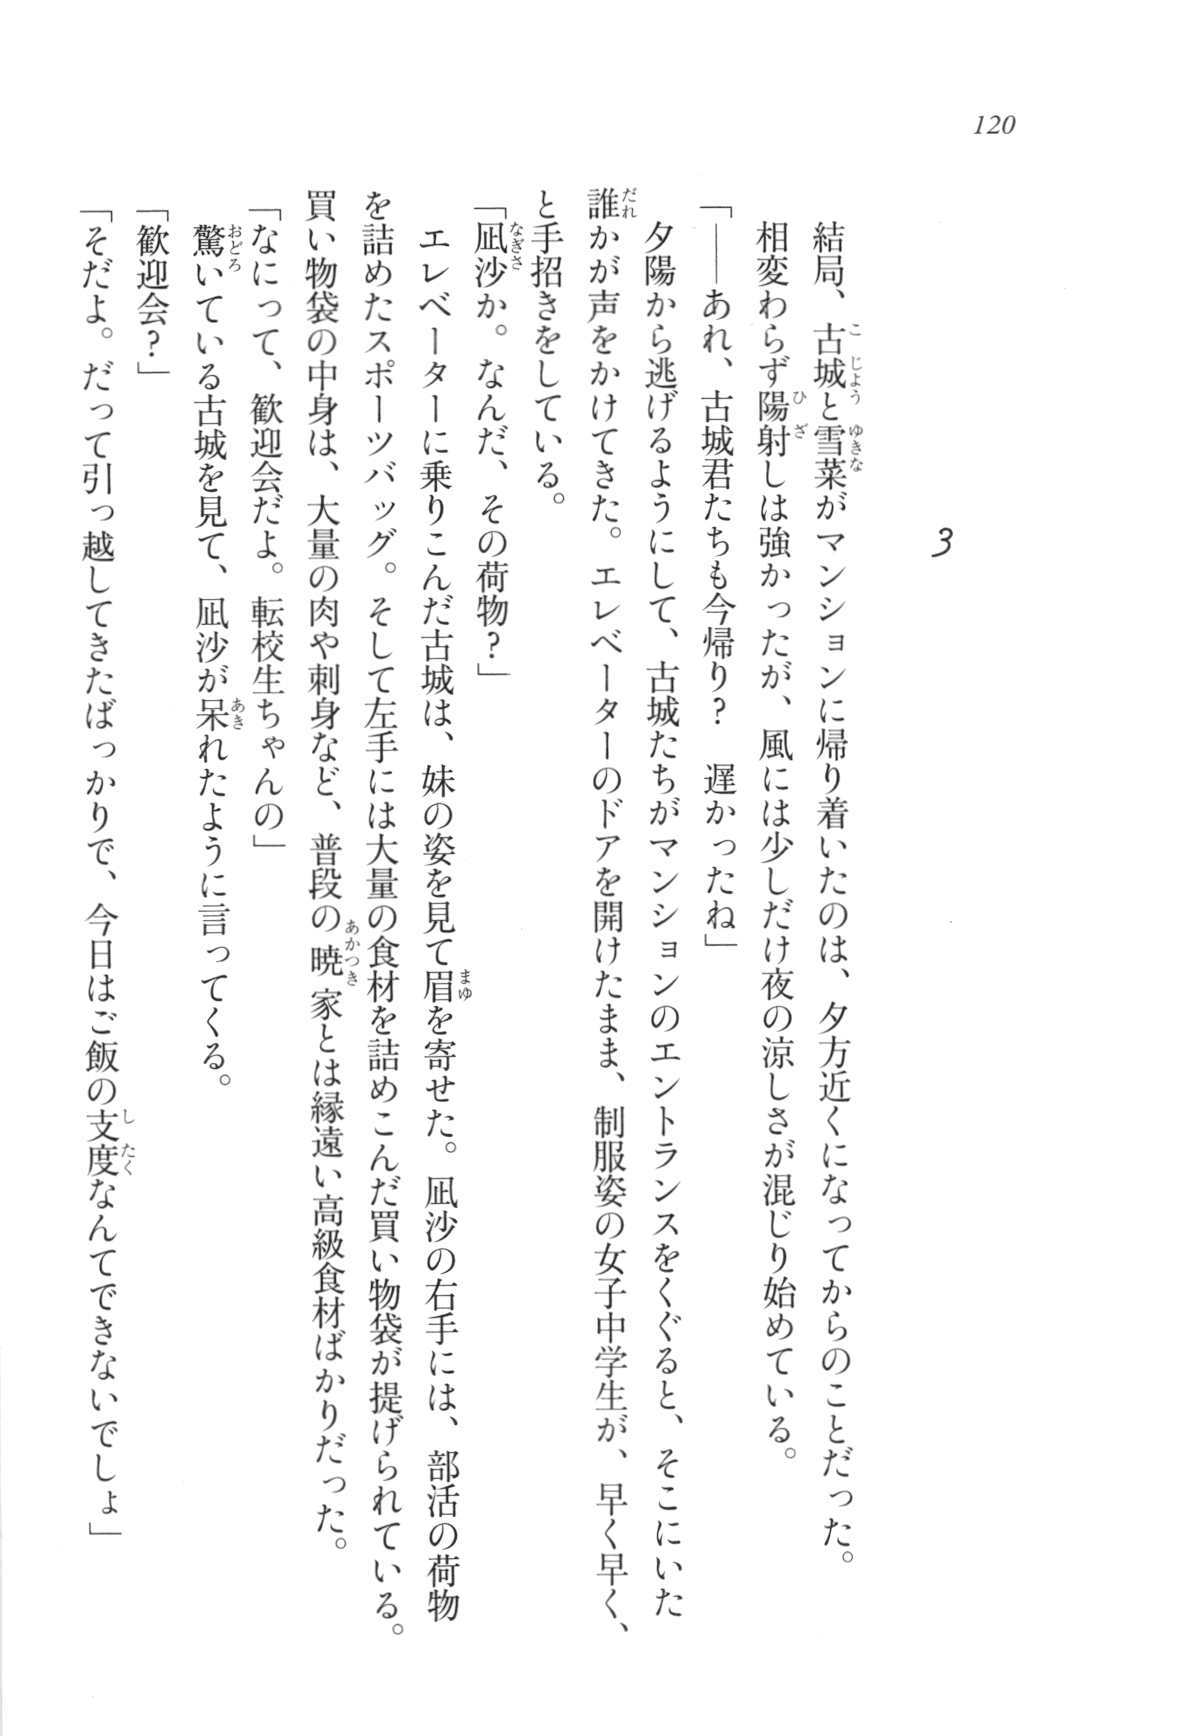 120
3
　結局、古城と雪菜がマンションに帰り着いたのは、夕方近くになってからのことだった。
　相変わらず陽射しは強かったが、風には少しだけ夜の涼しさが混じり始めている。
「――あれ、古城君たちも今帰り？　遅かったね」
　夕陽から逃げるようにして、古城たちがマンションのエントランスをくぐると、そこにいた
誰かが声をかけてきた。エレベーターのドアを開けたまま、制服姿の女子中学生が、早く早く、
と手招きをしている。
「凪沙か。なんだ、その荷物？」
　エレベーターに乗りこんだ古城は、妹の姿を見て眉を寄せた。凪沙の右手には、部活の荷物
を詰めたスポーツバッグ。そして左手には大量の食材を詰めこんだ買い物袋が提げられている。
買い物袋の中身は、大量の肉や刺身など、普段の暁家とは縁遠い高級食材ばかりだった。
「なにって、歓迎会だよ。転校生ちゃんの」
　驚いている古城を見て、凪沙が呆れたように言ってくる。
「歓迎会？」
「そだよ。だって引っ越してきたばっかりで、今日はご飯の支度なんてできないでしょ」